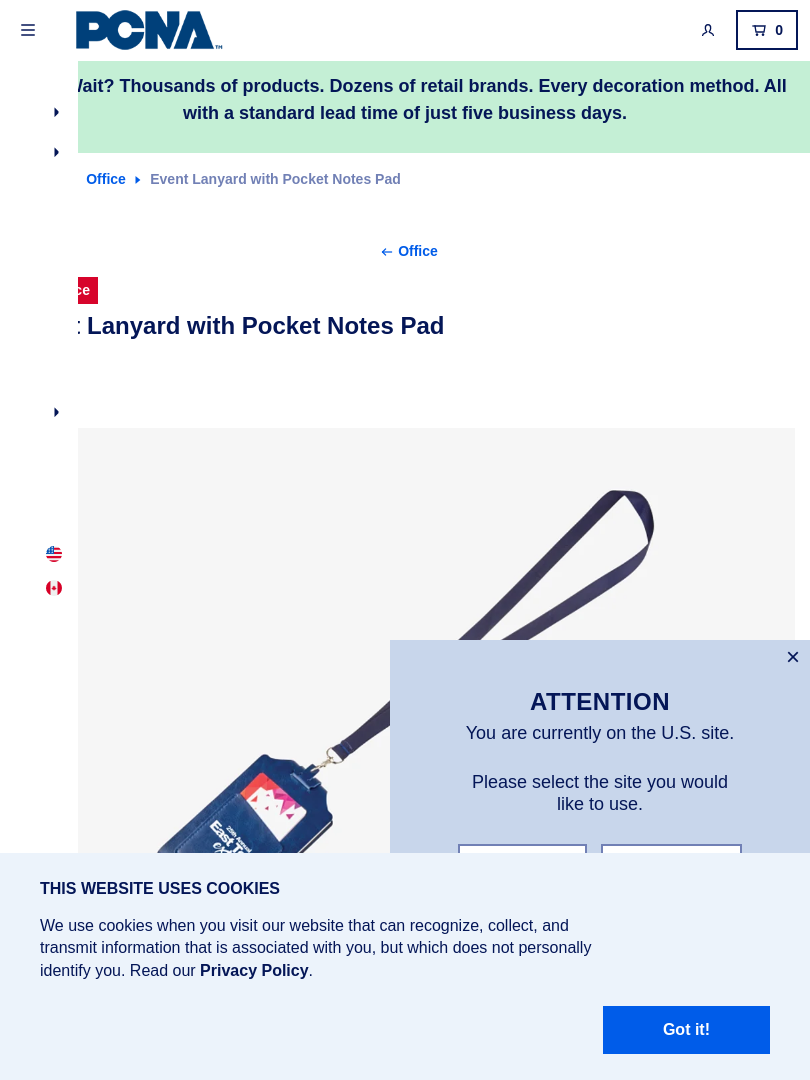 PCNA
0
Thousands of products. Dozens of retail brands. Every decoration method. All
with a standard lead time of just five business days.
Office
Event Lanyard with Pocket Notes Pad
Office
Lanyard with Pocket Notes Pad
ATTENTION
You are currently on the U.S. site.
Please select the site you would
like to use.
THIS WEBSITE USES COOKIES
We use cookies when you visit our website that can recognize, collect, and
transmit information that is associated with you, but which does not personally
identify you. Read our Privacy Policy.
Got it!